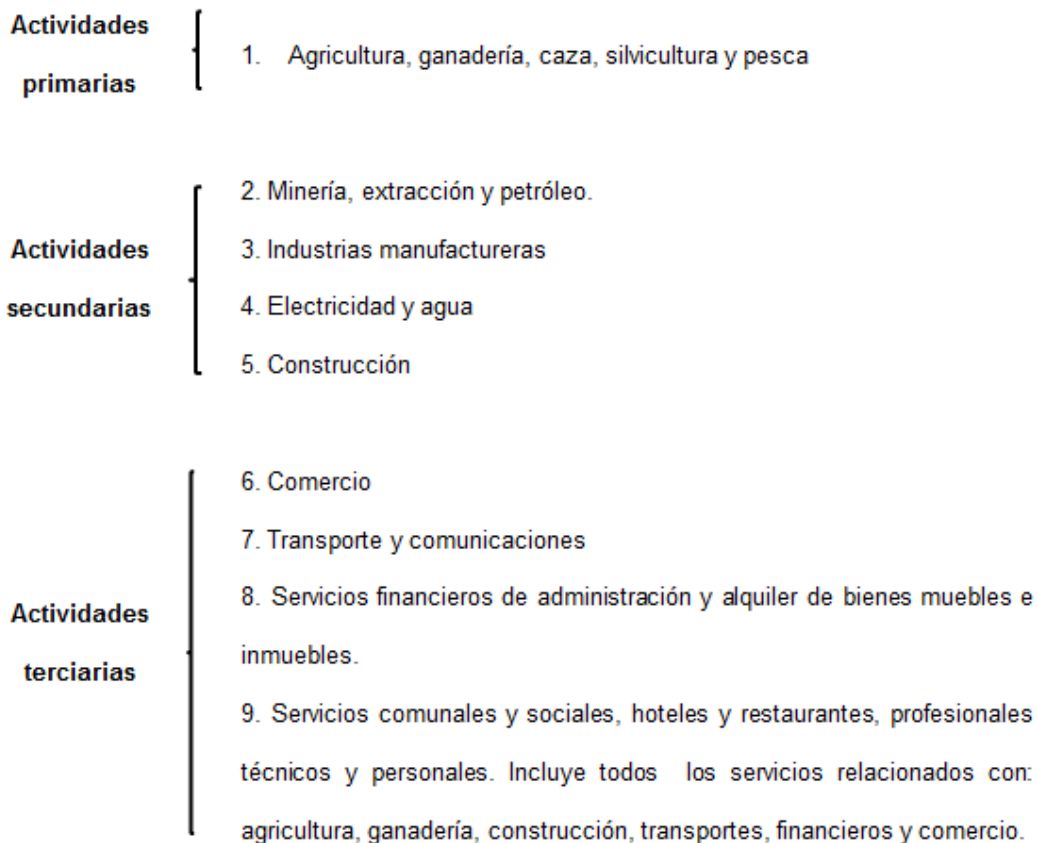 Actividades
primarias
1. Agricultura, ganadería, caza, silvicultura y pesca
Actividades
secundarias
2. Minería, extracción y petróleo.
3. Industrias manufactureras
4. Electricidad y agua
5. Construcción
Actividades
terciarias
6. Comercio
7. Transporte y comunicaciones
8. Servicios financieros de administración y alquiler de bienes muebles e
inmuebles.
9. Servicios comunales y sociales, hoteles y restaurantes, profesionales
técnicos y personales. Incluye todos los servicios relacionados con:
agricultura, ganadería, construcción, transportes, financieros y comercio.